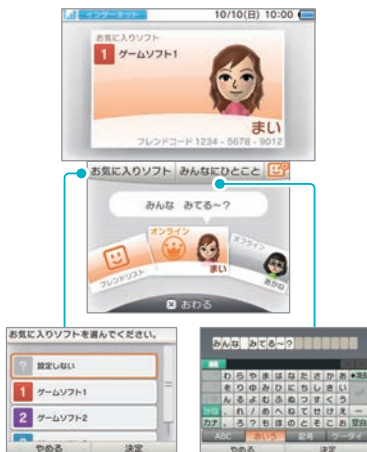 インターネット 10/10(日) 10:00
お気に入りソフト
1 ゲームソフト1
まい
フレンドコード 1234 - 5678 - 9012
お気に入りソフト みんなにひとこと
みんな みてる~?
オンライン
オフライン
フレンドリスト
まい
あかね
× おわる
お気に入りソフトを選んでください。
? 設定しない
1 ゲームソフト1
2 ゲームソフト2
やめる 決定
みんな みてる~?
わ ら や ま は な た さ か あ
を り ゆ み ひ に ち し き い
ん る よ む ふ ぬ つ す く う
かな 、 れ ! め へ ね て せ け え ー
カナ 。 ろ ? も ほ の と そ こ お 空白
ABC あいう 記号 ケータイ
やめる 決定